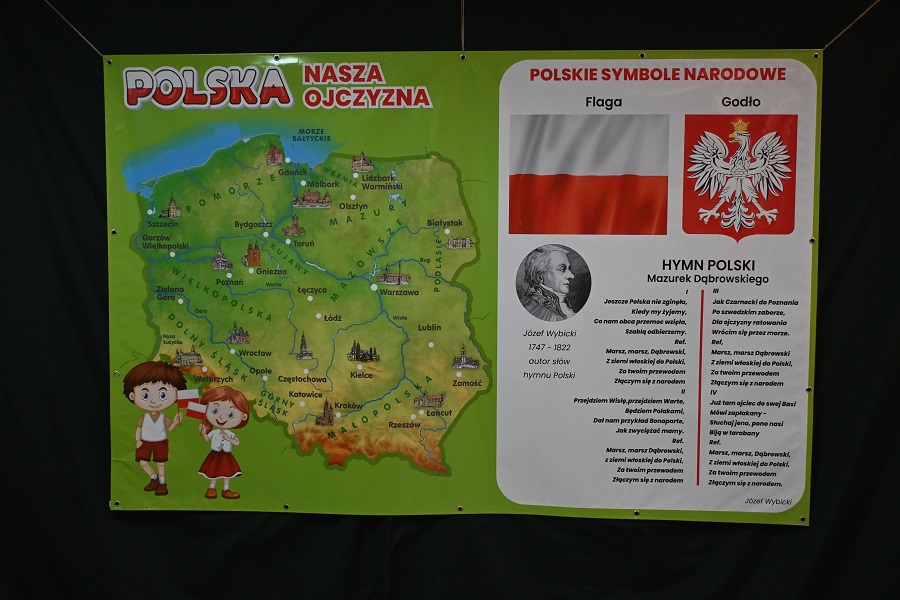 POLSKA
NASZA
OJCZYZNA
MORZE
BAŁTYCKIE
Gdańsk
POMORZE
Malbork
WARMIA
Lidzbark
Warmiński
Olsztyn
MAZURY
Szczecin
Bydgoszcz
Toruń
Białystok
Gorzów
Wielkopolski
KUJAWY
MAZOWSZE
PODLASIE
Bug
Gniezno
Poznań
Warta
WIELKOPOLSKA
Łęczyca
Warszawa
Zielona
Góra
Odra
Łódź
Wisła
Lublin
Nysa
Łużycka
DOLNY ŚLĄSK
Wrocław
Wałbrzych
Opole
Częstochowa
Kielce
Zamość
Katowice
GÓRNY
ŚLĄSK
Kraków
MAŁOPOLSKA
Łańcut
Rzeszów
POLSKIE SYMBOLE NARODOWE
Flaga
Godło
HYMN POLSKI
Mazurek Dąbrowskiego
Józef Wybicki
1747 - 1822
autor słów
hymnu Polski
I
Jeszcze Polska nie zginęła,
Kiedy my żyjemy,
Co nam obca przemoc wzięła,
Szablą odbierzemy.
Ref.
Marsz, marsz, Dąbrowski,
Z ziemi włoskiej do Polski,
Za twoim przewodem
Złączym się z narodem
II
Przejdziem Wisłę, przejdziem Wartę,
Będziem Polakami,
Dał nam przykład Bonaparte,
Jak zwyciężać mamy.
Ref.
Marsz, marsz, Dąbrowski,
z ziemi włoskiej do Polski,
Za twoim przewodem
Złączym się z narodem
III
Jak Czarnecki do Poznania
Po szwedzkim zaborze,
Dla ojczyzny ratowania
Wrócim się przez morze.
Ref,
Marsz, marsz Dąbrowski
Z ziemi włoskiej do Polski,
Za twoim przewodem
Złączym się z narodem
IV
Już tam ojciec do swej Basi
Mówi zapłakany -
Słuchaj jeno, pono nasi
Biją w tarabany
Ref.
Marsz, marsz, Dąbrowski,
Z ziemi włoskiej do Polski,
Za twoim przewodem
Złączym się z narodem.
Józef Wybicki